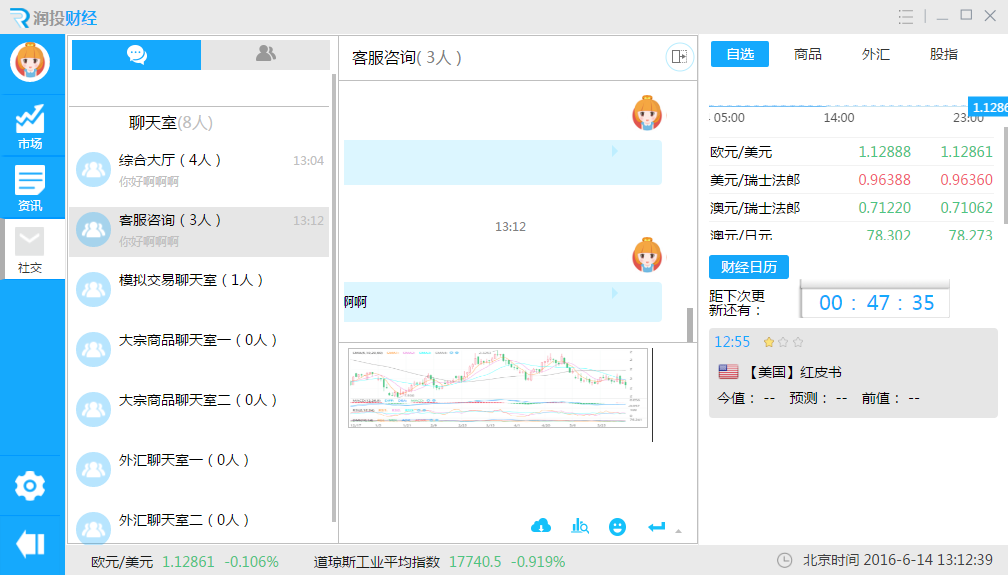 润投财经
市场
资讯
社交
聊天室(8人)
综合大厅（4人） 13:04
你好啊啊啊
客服咨询（3人） 13:12
你好啊啊啊
模拟交易聊天室（1人）
大宗商品聊天室一（0人）
大宗商品聊天室二（0人）
外汇聊天室一（0人）
外汇聊天室二（0人）
客服咨询( 3人 )
13:12
阿啊
自选 商品 外汇 股指
1.1286
05:00 14:00 23:00
欧元/美元 1.12888 1.12861
美元/瑞士法郎 0.96388 0.96360
澳元/瑞士法郎 0.71220 0.71062
澳元/日元 78.302 78.273
财经日历
距下次更
新还有： 00 : 47 : 35
12:55
【美国】红皮书
今值： -- 预测： -- 前值： --
欧元/美元 1.12861 -0.106% 道琼斯工业平均指数 17740.5 -0.919% 北京时间 2016-6-14 13:12:39